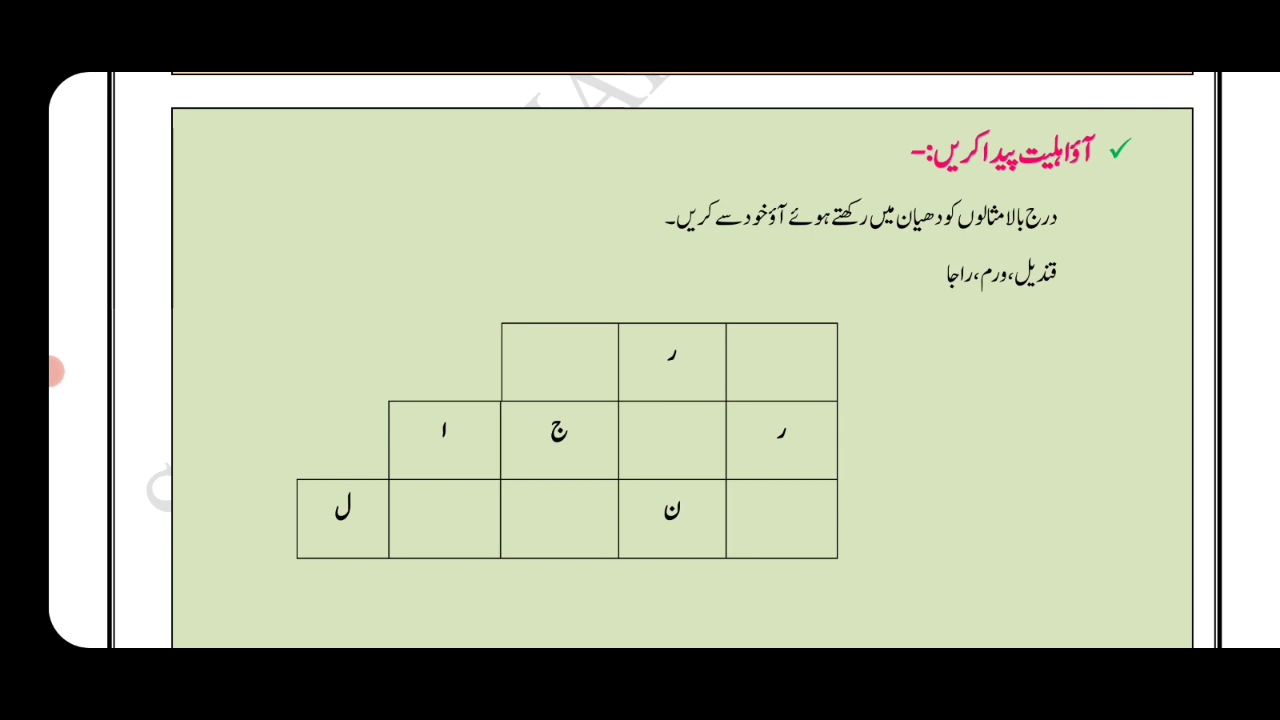 آؤ اہلیت پیدا کریں:-
درج بالا مثالوں کو دھیان میں رکھتے ہوئے آؤ خود سے کریں۔
قندیل، ورم، راجا
ر
ر ج ا
ن ل